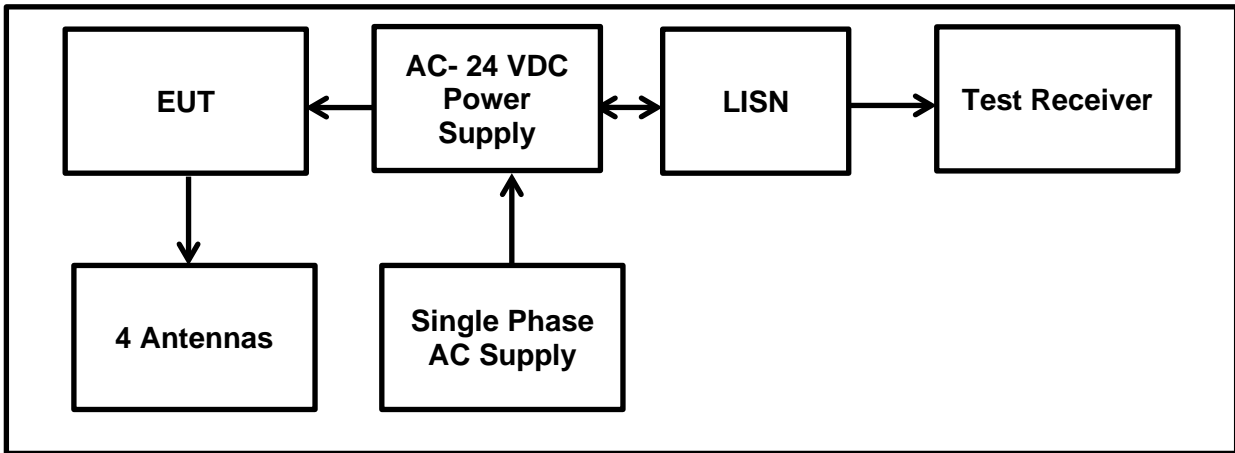 EUT
AC- 24 VDC
Power
Supply
LISN
Test Receiver
4 Antennas
Single Phase
AC Supply